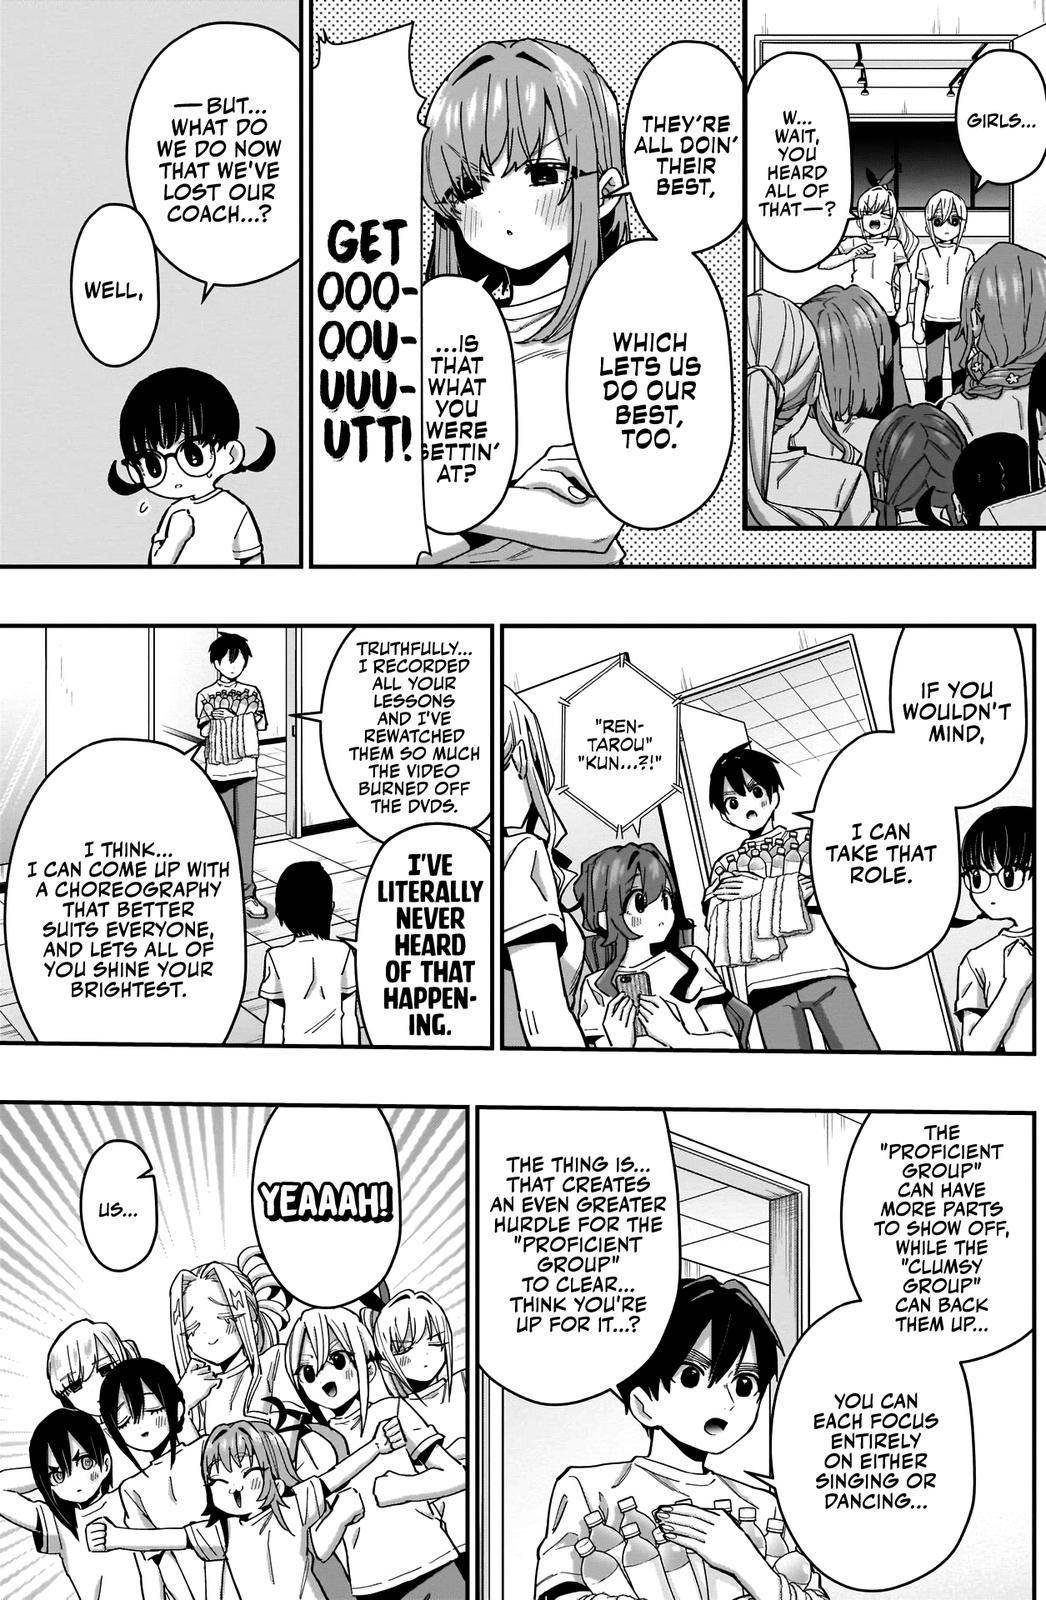 GIRLS...
W...
WAIT,
YOU
HEARD
ALL OF
THAT—?
THEY'RE
ALL DOIN'
THEIR
BEST,
WHICH
LETS US
DO OUR
BEST,
TOO.
...IS
THAT
WHAT
YOU
WERE
GETTIN'
AT?
GET
OOO-
OOU-
UUU-
UTT!
—BUT...
WHAT DO
WE DO NOW
THAT WE'VE
LOST OUR
COACH...?
WELL,
IF YOU
WOULDN'T
MIND,
I CAN
TAKE THAT
ROLE.
"REN-
TAROU"
"KUN...?!"
TRUTHFULLY...
I RECORDED
ALL YOUR
LESSONS
AND I'VE
REWATCHED
THEM SO MUCH
THE VIDEO
BURNED OFF
THE DVDS.
I'VE
LITERALLY
NEVER
HEARD
OF THAT
HAPPEN-
ING.
I THINK...
I CAN COME UP WITH
A CHOREOGRAPHY
THAT BETTER
SUITS EVERYONE,
AND LETS ALL OF
YOU SHINE YOUR
BRIGHTEST.
THE
"PROFICIENT
GROUP"
CAN HAVE
MORE PARTS
TO SHOW OFF,
WHILE THE
"CLUMSY
GROUP"
CAN BACK
THEM UP...
YOU CAN
EACH FOCUS
ENTIRELY
ON EITHER
SINGING OR
DANCING...
THE THING IS...
THAT CREATES
AN EVEN GREATER
HURDLE FOR THE
"PROFICIENT
GROUP"
TO CLEAR...
THINK YOU'RE
UP FOR IT...?
YEAAAH!
US...